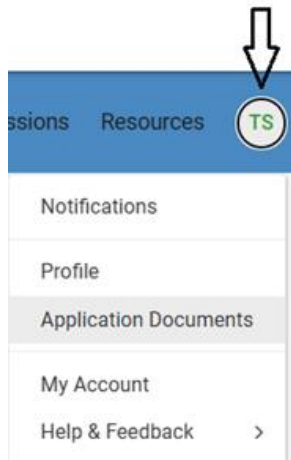 ssions Resources TS
Notifications
Profile
Application Documents
My Account
Help & Feedback >